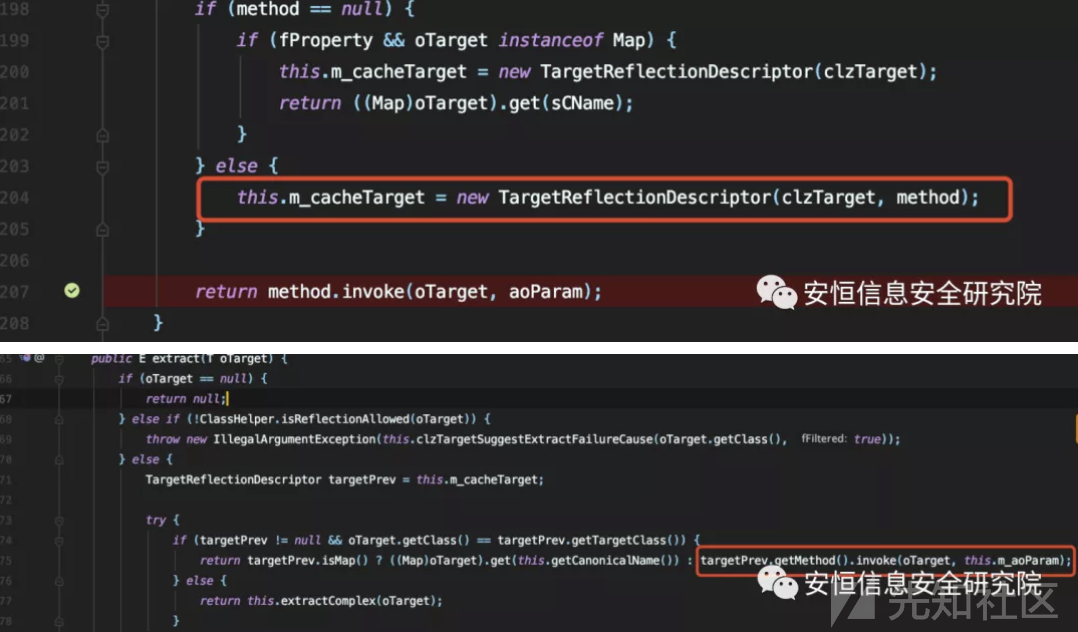 198 if (method == null) {
199 if (fProperty && oTarget instanceof Map) {
200 this.m_cacheTarget = new TargetReflectionDescriptor(clzTarget);
201 return ((Map)oTarget).get(sCName);
202 }
203 } else {
204 this.m_cacheTarget = new TargetReflectionDescriptor(clzTarget, method);
205 }
206
207 return method.invoke(oTarget, aoParam);
安恒信息安全研究院
208 }
65 @ public E extract(T oTarget) {
66 if (oTarget == null) {
67 return null;
68 } else if (!ClassHelper.isReflectionAllowed(oTarget)) {
69 throw new IllegalArgumentException(this.clzTargetSuggestExtractFailureCause(oTarget.getClass(), fFiltered: true));
70 } else {
71 TargetReflectionDescriptor targetPrev = this.m_cacheTarget;
72
73 try {
74 if (targetPrev != null && oTarget.getClass() == targetPrev.getTargetClass()) {
75 return targetPrev.isMap() ? ((Map)oTarget).get(this.getCanonicalName()) : targetPrev.getMethod().invoke(oTarget, this.m_aoParam);
76 } else {
安恒信息安全研究院
77 return this.extractComplex(oTarget);
先知社区
78 }